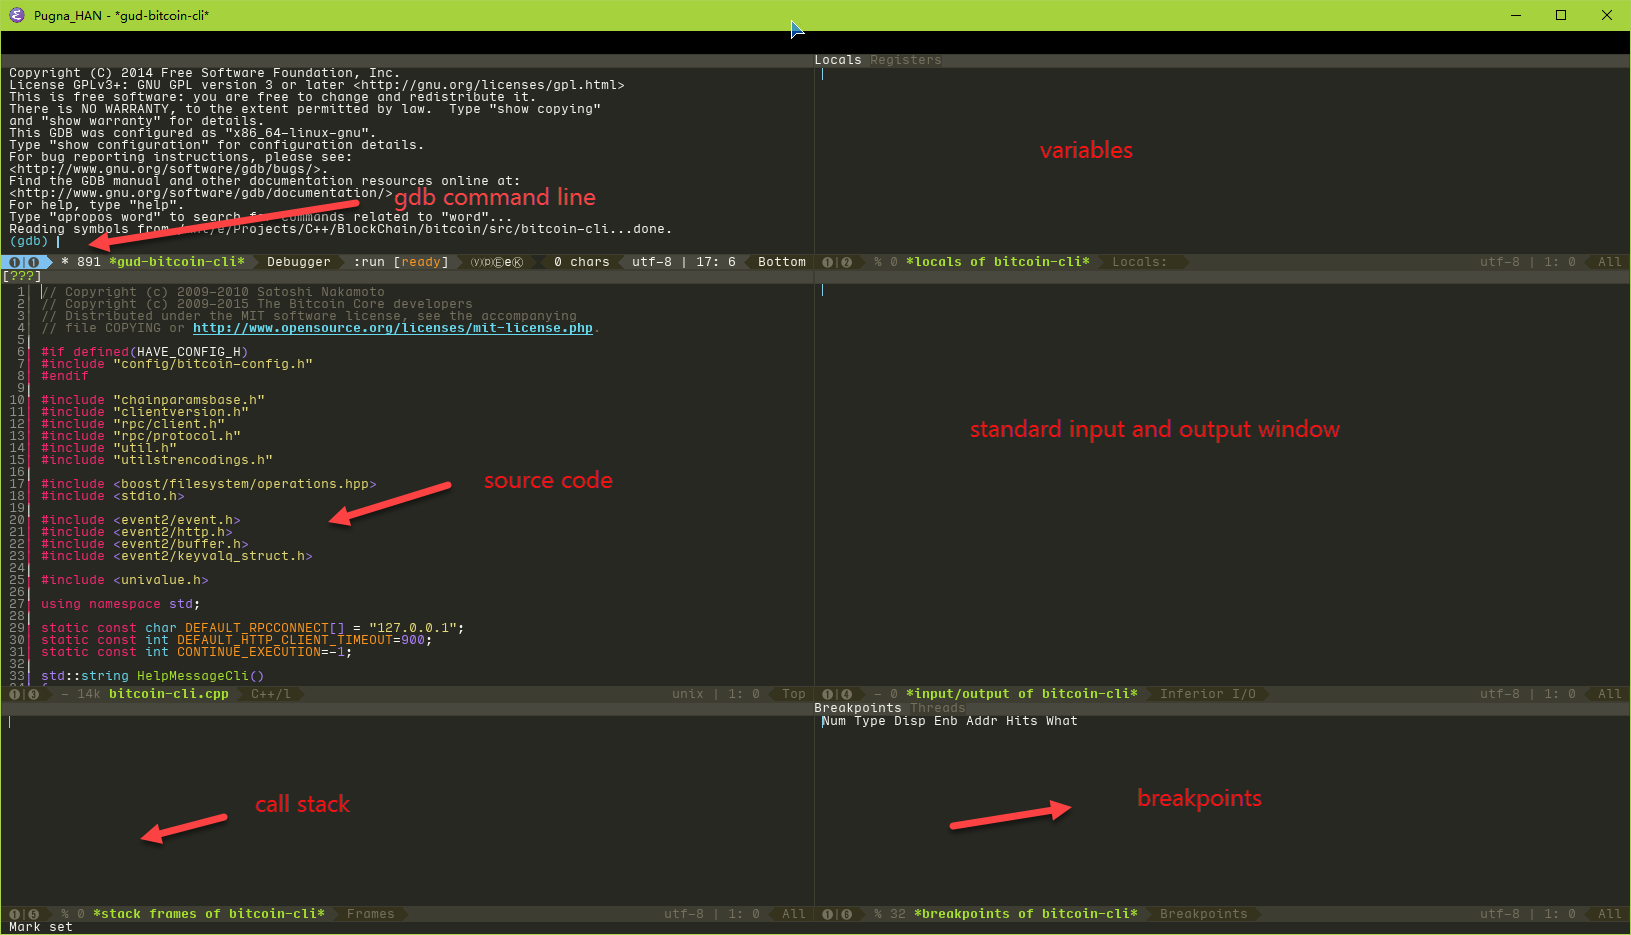 Pugna_HAN - *gud-bitcoin-cli*
Copyright (C) 2014 Free Software Foundation, Inc.
License GPLv3+: GNU GPL version 3 or later <http://gnu.org/licenses/gpl.html>
This is free software: you are free to change and redistribute it.
There is NO WARRANTY, to the extent permitted by law.  Type "show copying"
and "show warranty" for details.
This GDB was configured as "x86_64-linux-gnu".
Type "show configuration" for configuration details.
For bug reporting instructions, please see:
<http://www.gnu.org/software/gdb/bugs/>.
Find the GDB manual and other documentation resources online at:
<http://www.gnu.org/software/gdb/documentation/>
For help, type "help".
Type "apropos word" to search for commands related to "word"...
Reading symbols from /mnt/e/Projects/C++/BlockChain/bitcoin/src/bitcoin-cli...done.
(gdb)
gdb command line
❶|❶ * 891 *gud-bitcoin-cli* Debugger :run [ready] ⓨⓟⒺeⓀ 0 chars utf-8 | 17: 6 Bottom
Locals Registers
variables
❶|❷ % 0 *locals of bitcoin-cli* Locals: utf-8 | 1: 0 All
[???]
1 // Copyright (c) 2009-2010 Satoshi Nakamoto
2 // Copyright (c) 2009-2015 The Bitcoin Core developers
3 // Distributed under the MIT software license, see the accompanying
4 // file COPYING or http://www.opensource.org/licenses/mit-license.php.
5
6 #if defined(HAVE_CONFIG_H)
7 #include "config/bitcoin-config.h"
8 #endif
9
10 #include "chainparamsbase.h"
11 #include "clientversion.h"
12 #include "rpc/client.h"
13 #include "rpc/protocol.h"
14 #include "util.h"
15 #include "utilstrencodings.h"
16
17 #include <boost/filesystem/operations.hpp>
18 #include <stdio.h>
19
20 #include <event2/event.h>
21 #include <event2/http.h>
22 #include <event2/buffer.h>
23 #include <event2/keyvalq_struct.h>
24
25 #include <univalue.h>
26
27 using namespace std;
28
29 static const char DEFAULT_RPCCONNECT[] = "127.0.0.1";
30 static const int DEFAULT_HTTP_CLIENT_TIMEOUT=900;
31 static const int CONTINUE_EXECUTION=-1;
32
33 std::string HelpMessageCli()
source code
❶|❸ - 14k bitcoin-cli.cpp C++/l unix | 1: 0 Top
standard input and output window
❶|❹ - 0 *input/output of bitcoin-cli* Inferior I/O utf-8 | 1: 0 All
call stack
❶|❺ % 0 *stack frames of bitcoin-cli* Frames utf-8 | 1: 0 All
Breakpoints Threads
Num Type Disp Enb Addr Hits What
breakpoints
❶|❻ % 32 *breakpoints of bitcoin-cli* Breakpoints utf-8 | 1: 0 All
Mark set